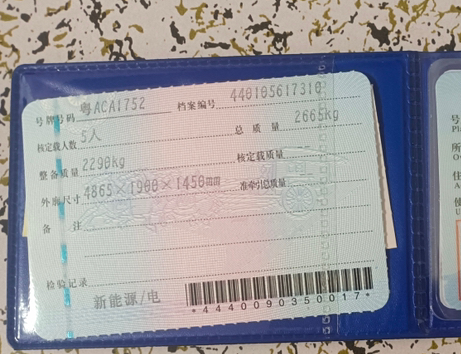 号牌号码 粤ACA1752 档案编号 440105617310
核定载人数 5人 总质量 2665kg
整备质量 2290kg 核定载质量
外廓尺寸 4865×1900×1450mm 准牵引总质量
备注
检验记录
新能源/电
*4440090350017*